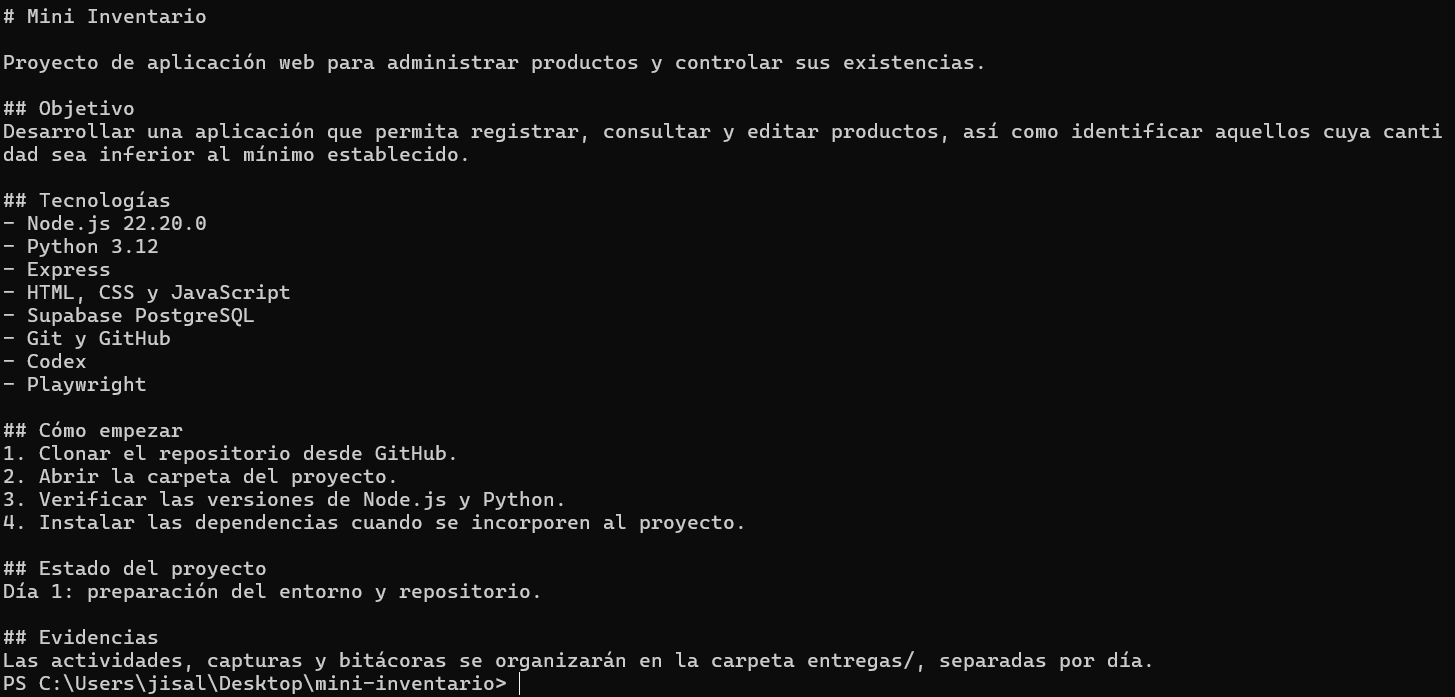 # Mini Inventario
Proyecto de aplicación web para administrar productos y controlar sus existencias.
## Objetivo
Desarrollar una aplicación que permita registrar, consultar y editar productos, así como identificar aquellos cuya canti
dad sea inferior al mínimo establecido.
## Tecnologías
- Node.js 22.20.0
- Python 3.12
- Express
- HTML, CSS y JavaScript
- Supabase PostgreSQL
- Git y GitHub
- Codex
- Playwright
## Cómo empezar
1. Clonar el repositorio desde GitHub.
2. Abrir la carpeta del proyecto.
3. Verificar las versiones de Node.js y Python.
4. Instalar las dependencias cuando se incorporen al proyecto.
## Estado del proyecto
Día 1: preparación del entorno y repositorio.
## Evidencias
Las actividades, capturas y bitácoras se organizarán en la carpeta entregas/, separadas por día.
PS C:\Users\jisal\Desktop\mini-inventario>